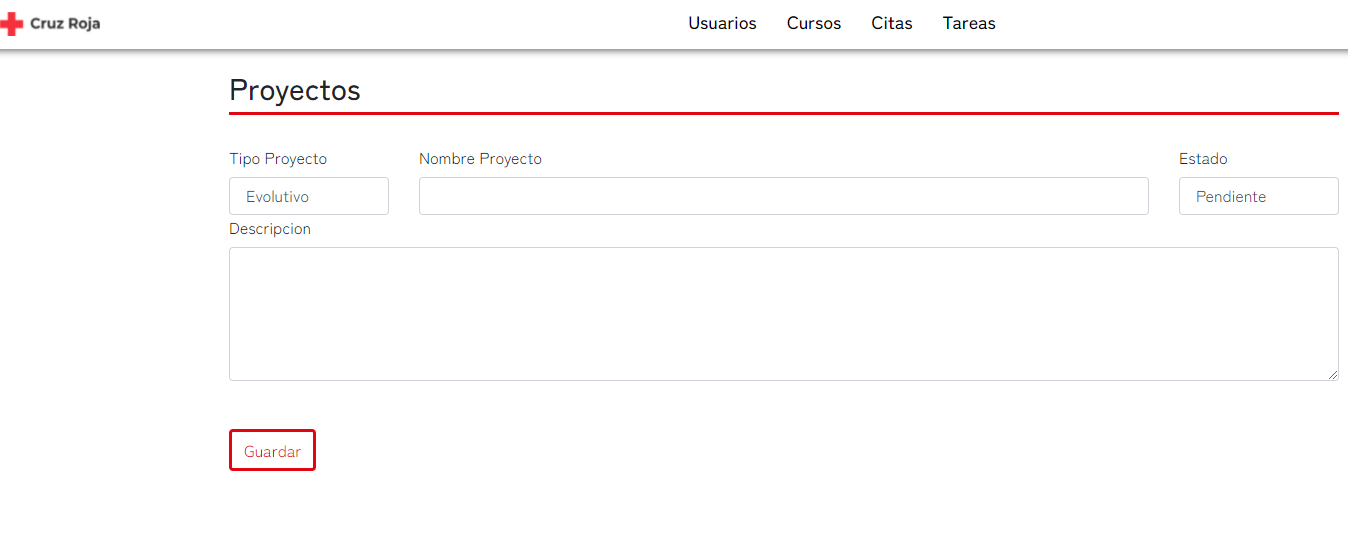 Cruz Roja
Usuarios Cursos Citas Tareas
Proyectos
Tipo Proyecto Nombre Proyecto Estado
Evolutivo Pendiente
Descripcion
Guardar